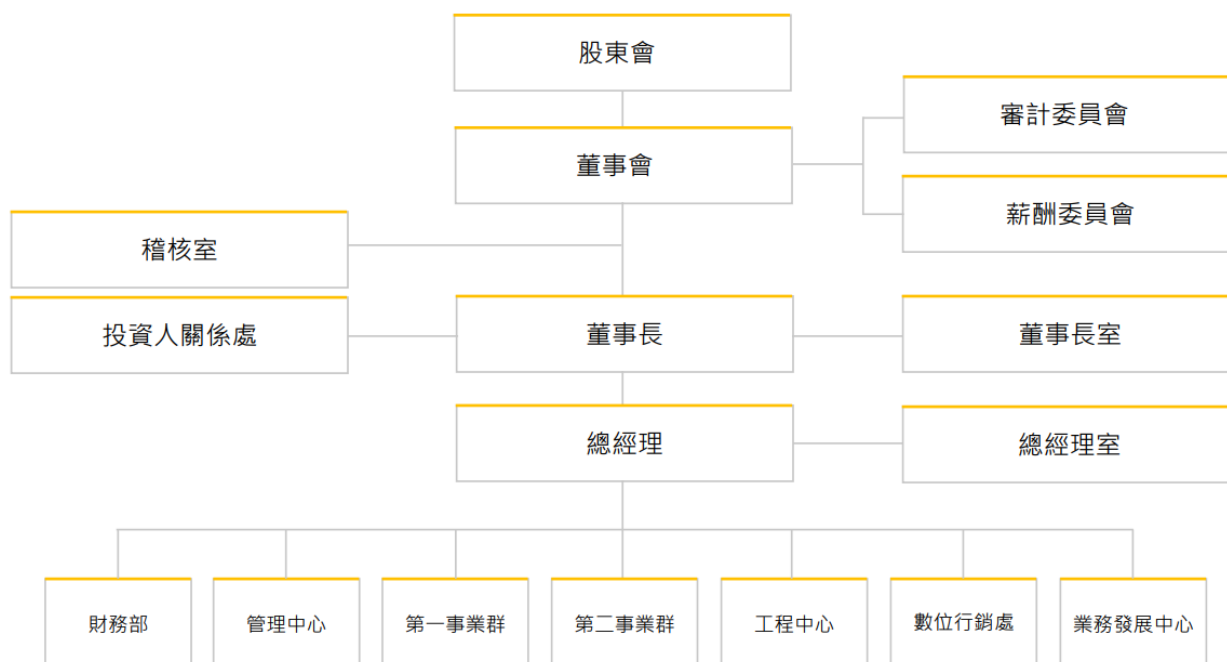 股東會
審計委員會
董事會
薪酬委員會
稽核室
投資人關係處
董事長
董事長室
總經理
總經理室
財務部
管理中心
第一事業群
第二事業群
工程中心
數位行銷處
業務發展中心